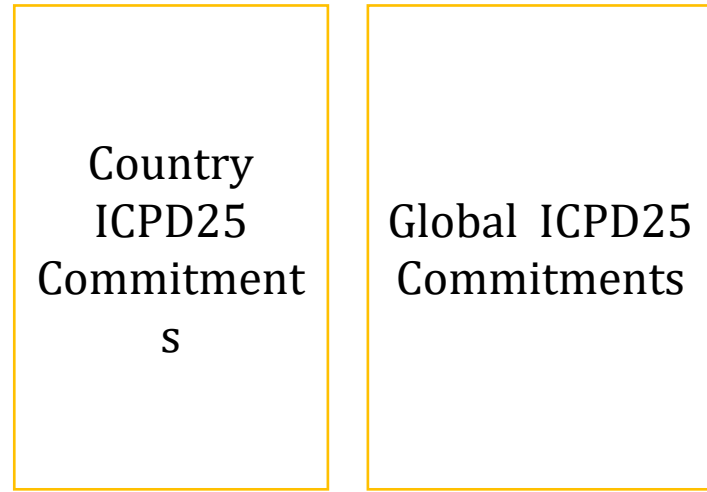 Country
ICPD25
Commitment
s
Global ICPD25
Commitments